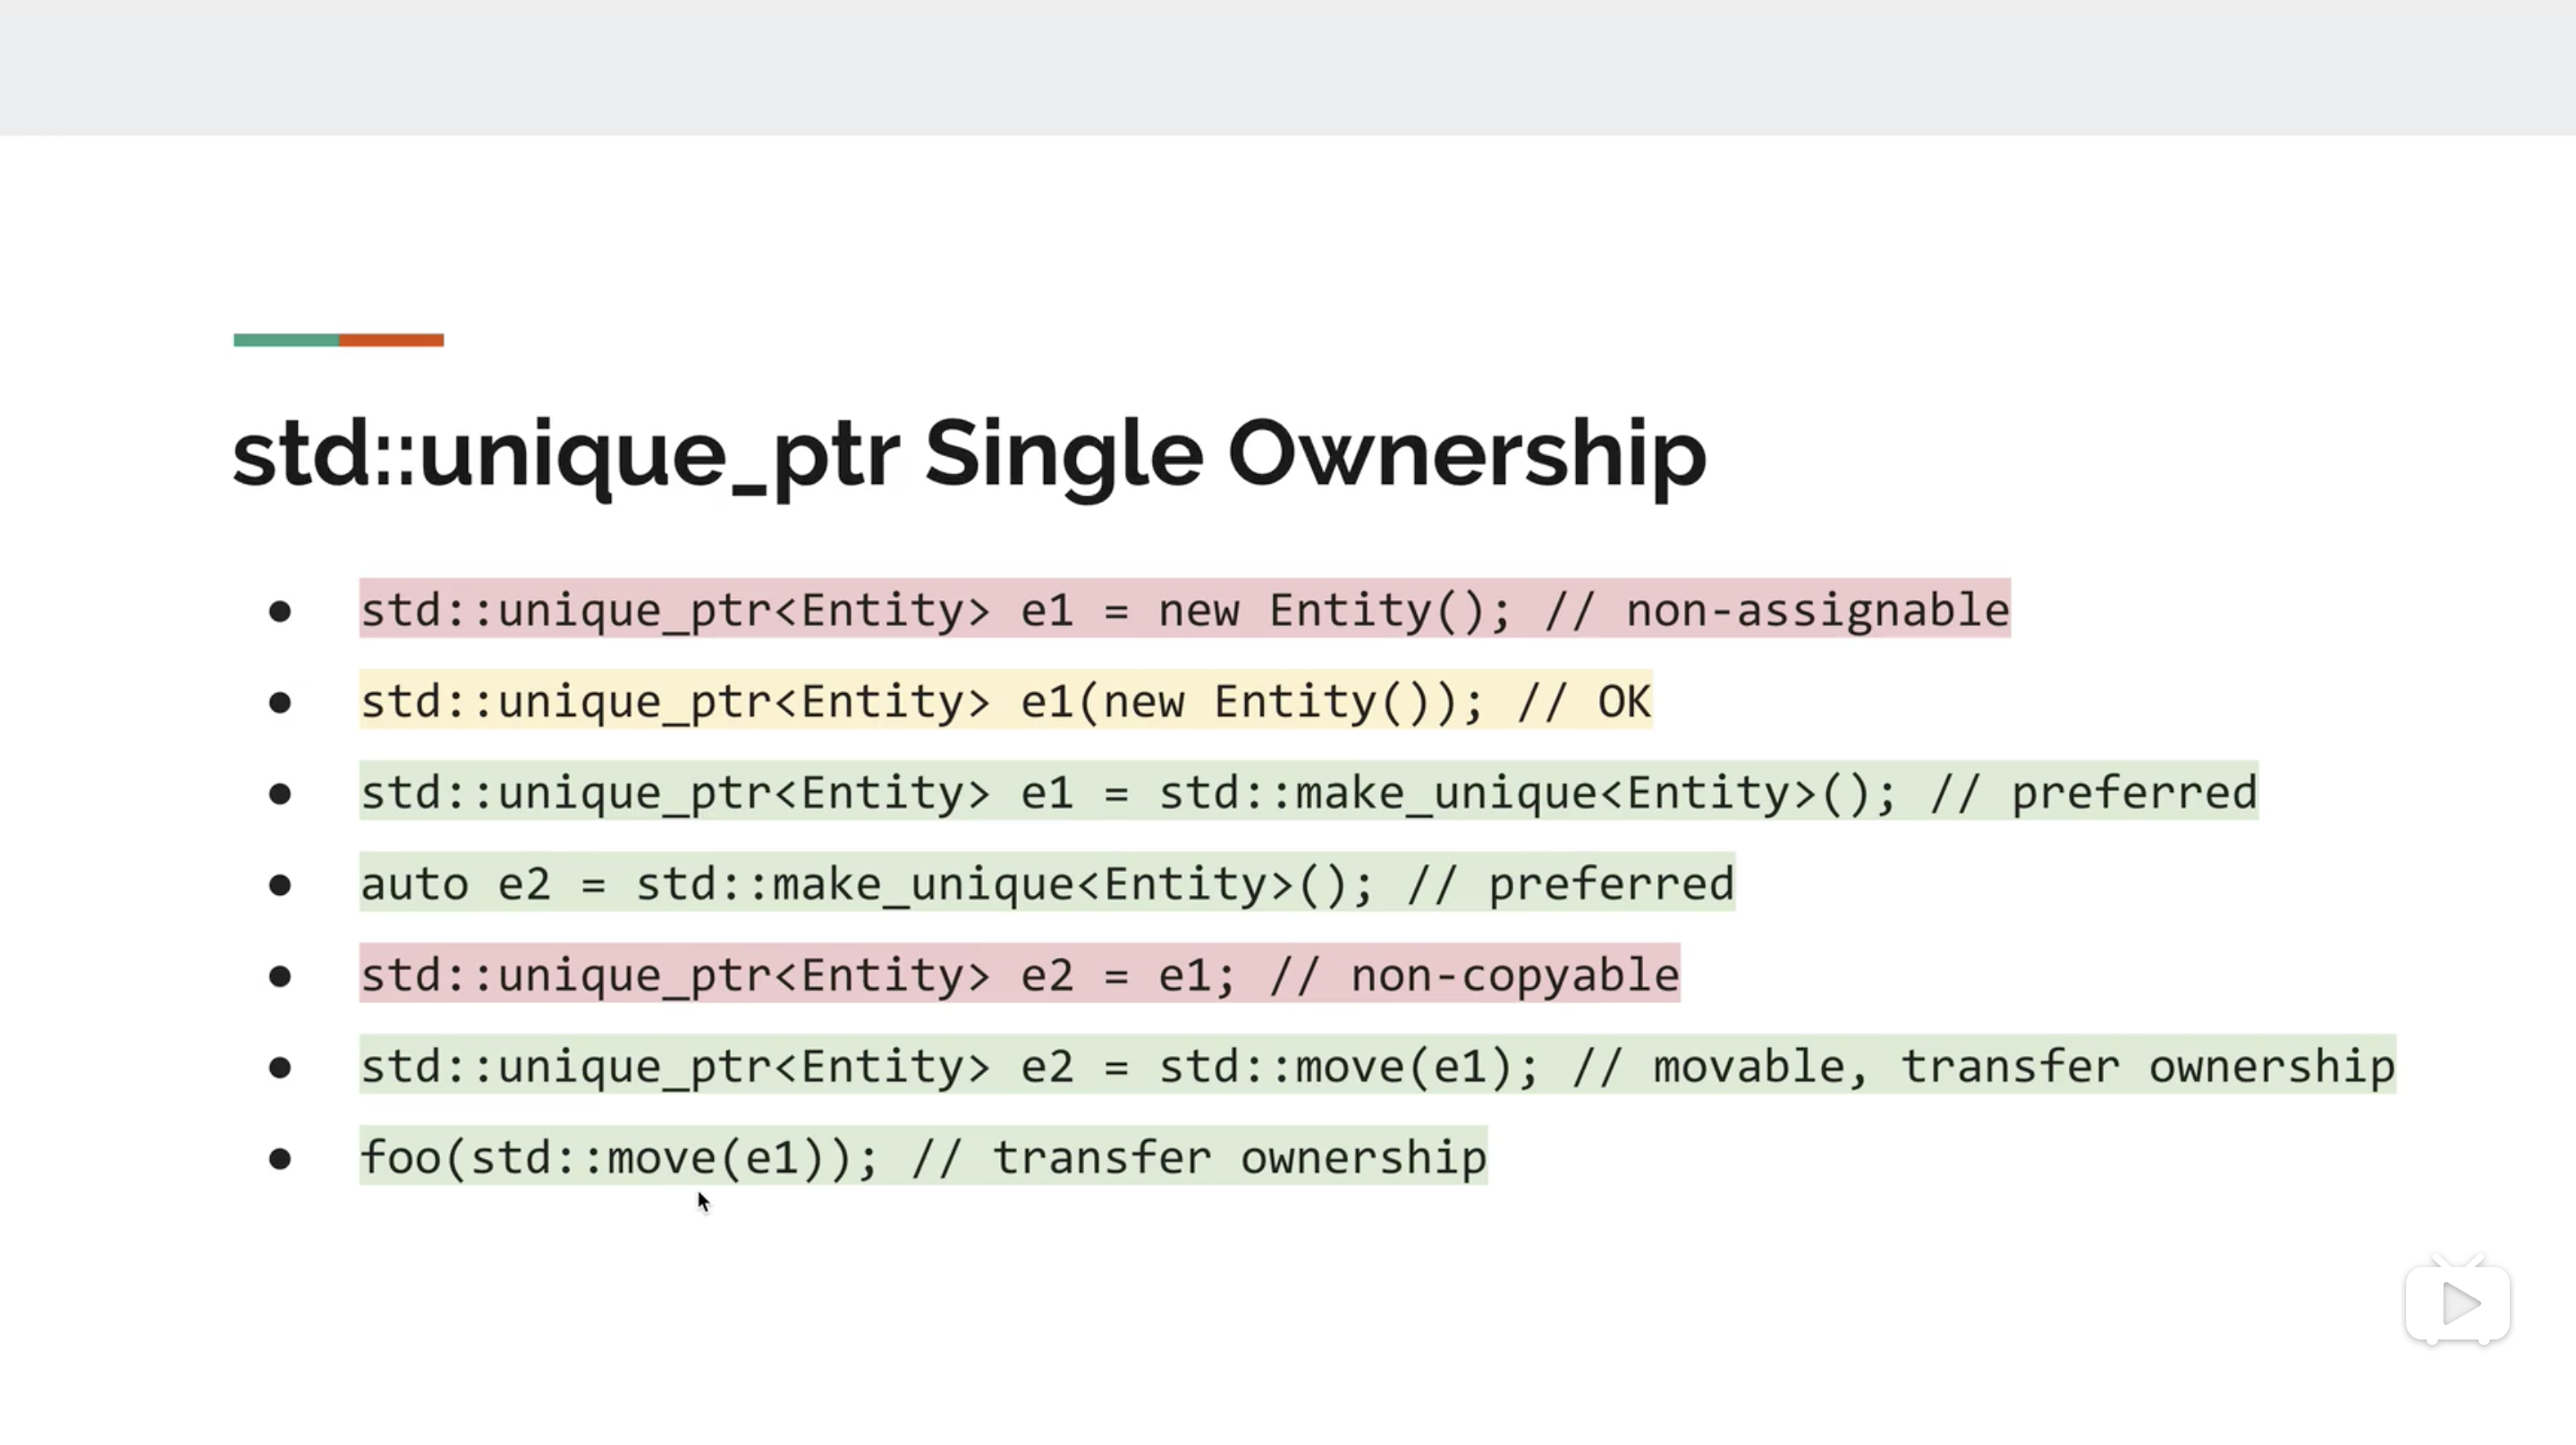 std::unique_ptr Single Ownership
● std::unique_ptr<Entity> e1 = new Entity(); // non-assignable
● std::unique_ptr<Entity> e1(new Entity()); // OK
● std::unique_ptr<Entity> e1 = std::make_unique<Entity>(); // preferred
● auto e2 = std::make_unique<Entity>(); // preferred
● std::unique_ptr<Entity> e2 = e1; // non-copyable
● std::unique_ptr<Entity> e2 = std::move(e1); // movable, transfer ownership
● foo(std::move(e1)); // transfer ownership